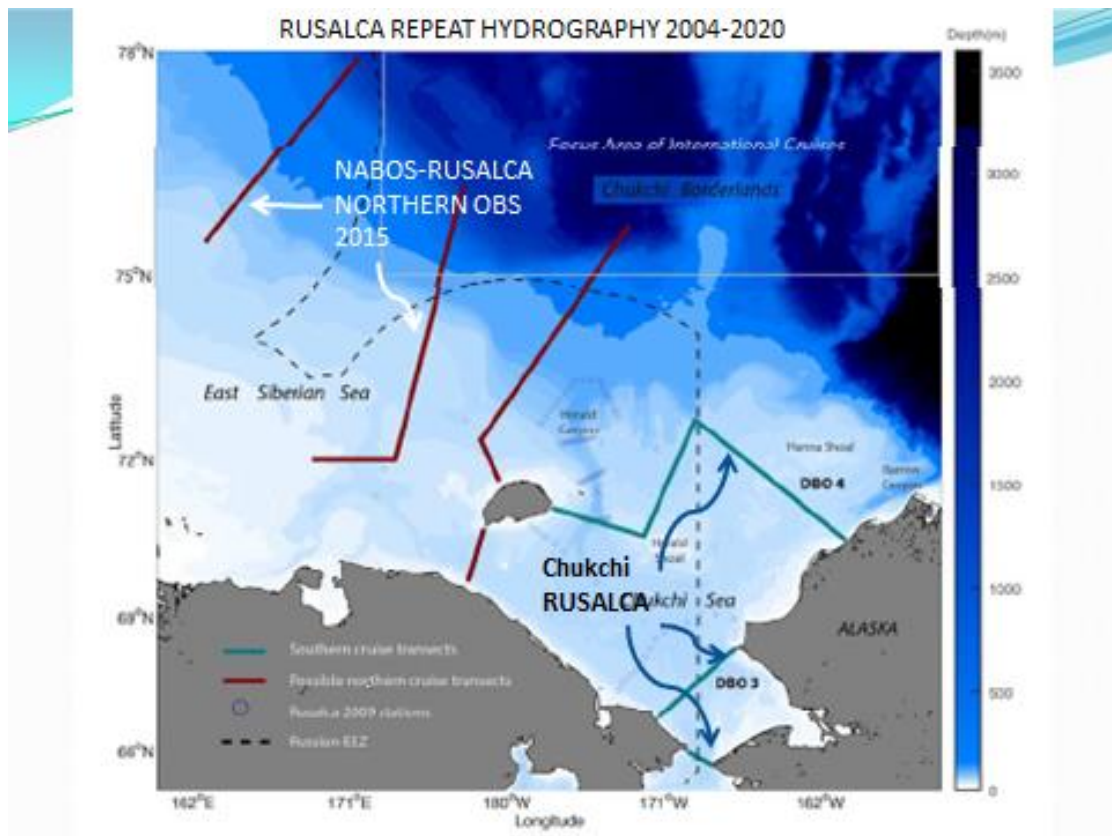 RUSALCA REPEAT HYDROGRAPHY 2004-2020
Depth(m)
78°N
75°N
72°N
69°N
66°N
Latitude
3500
3000
2500
2000
1500
1000
500
0
Focus Area of International Cruises
Chukchi Borderlands
NABOS-RUSALCA
NORTHERN OBS
2015
East Siberian Sea
Herald
Canyon
Hanna Shoal
DBO 4
Barrow
Canyon
Herald
Shoal
Chukchi
RUSALCA
Chukchi Sea
ALASKA
DBO 3
Southern cruise transects
Possible northern cruise transects
Rusalca 2009 stations
Russian EEZ
162°E
171°E
180°W
171°W
162°W
Longitude